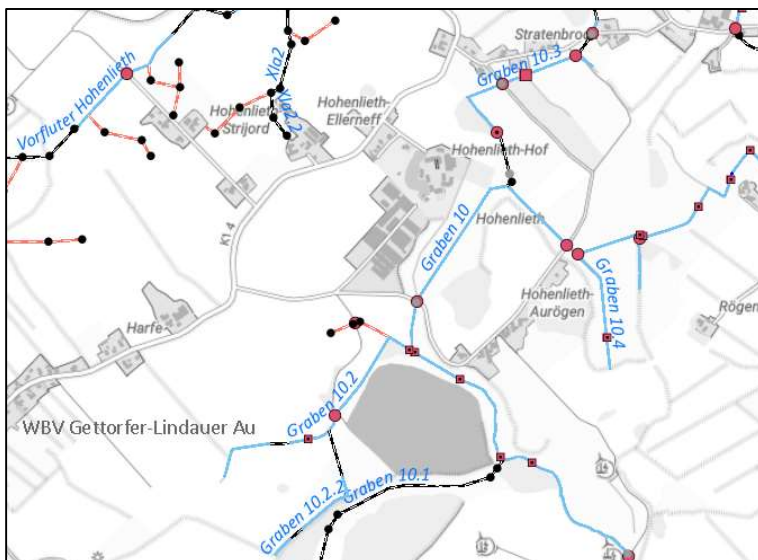 Stratenbrook
Graben 10.3
Xla2
Vorfluter Hohenlieth
Xla2.2
Hohenlieth-
Strijord
Hohenlieth-
Ellerneff
Hohenlieth-Hof
Graben 10
Hohenlieth
K1 4
Hohenlieth-
Aurögen
Graben 10.4
Rögen
Harfe
Graben 10.2
WBV Gettorfer-Lindauer Au
Graben 10.1
Graben 10.2.2